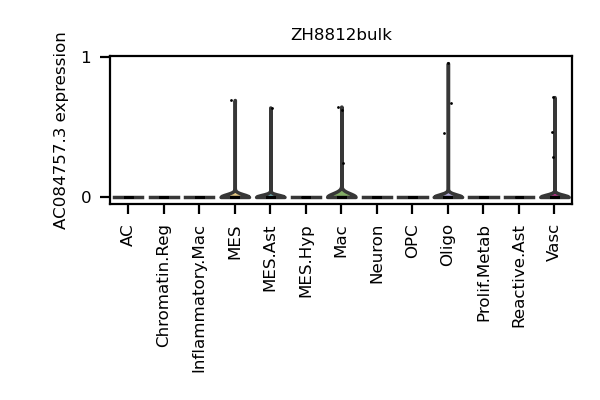 ZH8812bulk
AC084757.3 expression
1
0
AC
Chromatin.Reg
Inflammatory.Mac
MES
MES.Ast
MES.Hyp
Mac
Neuron
OPC
Oligo
Prolif.Metab
Reactive.Ast
Vasc